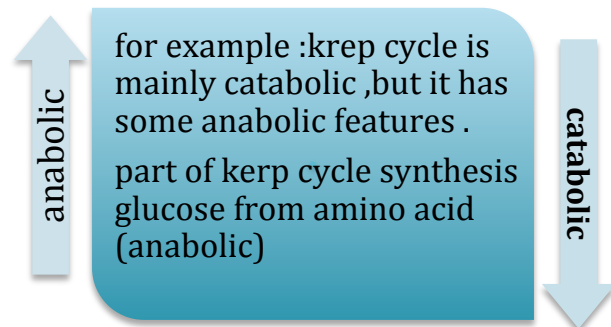 anabolic
for example :krep cycle is
mainly catabolic ,but it has
some anabolic features .
part of kerp cycle synthesis
glucose from amino acid
(anabolic)
catabolic